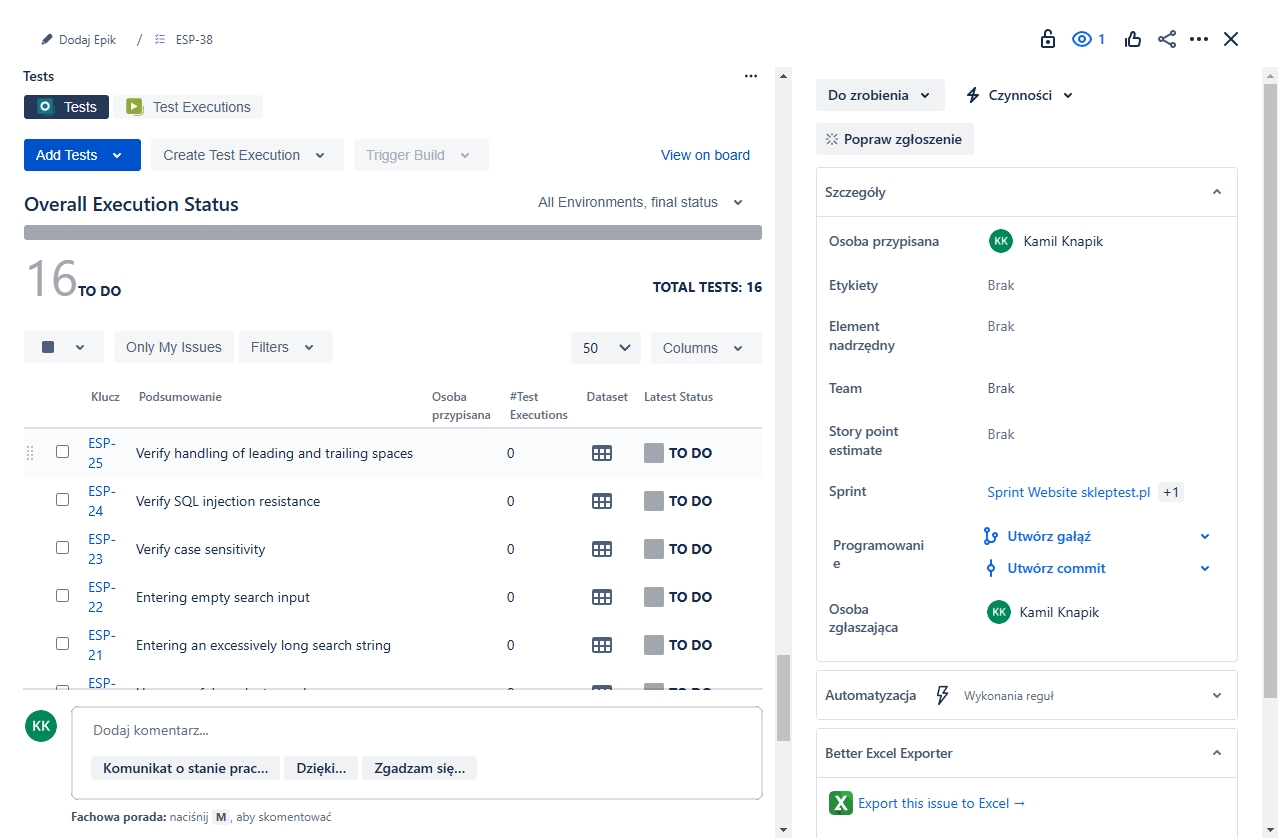 Dodaj Epik / ESP-38
1
Tests
Tests
Test Executions
Add Tests
Create Test Execution
Trigger Build
View on board
Overall Execution Status
All Environments, final status
16 TO DO
TOTAL TESTS: 16
Only My Issues
Filters
50
Columns
Klucz
Podsumowanie
Osoba
przypisana
#Test
Executions
Dataset
Latest Status
ESP-
25
Verify handling of leading and trailing spaces
0
TO DO
ESP-
24
Verify SQL injection resistance
0
TO DO
ESP-
23
Verify case sensitivity
0
TO DO
ESP-
22
Entering empty search input
0
TO DO
ESP-
21
Entering an excessively long search string
0
TO DO
ESP-
KK
Dodaj komentarz...
Komunikat o stanie prac...
Dzięki...
Zgadzam się...
Fachowa porada: naciśnij M, aby skomentować
Do zrobienia
Czynności
Popraw zgłoszenie
Szczegóły
Osoba przypisana
KK
Kamil Knapik
Etykiety
Brak
Element
nadrzędny
Brak
Team
Brak
Story point
estimate
Brak
Sprint
Sprint Website skleptest.pl
+1
Programowani
e
Utwórz gałąź
Utwórz commit
Osoba
zgłaszająca
KK
Kamil Knapik
Automatyzacja
Wykonania reguł
Better Excel Exporter
X
Export this issue to Excel →